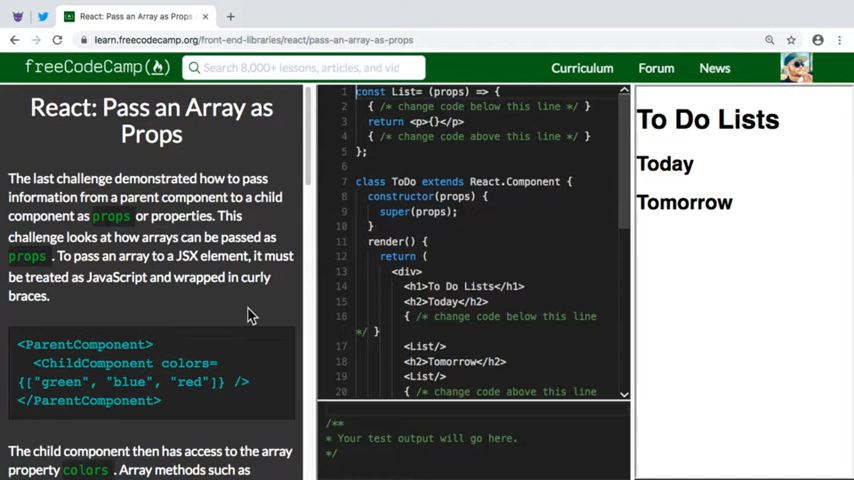 React: Pass an Array as Props
learn.freecodecamp.org/front-end-libraries/react/pass-an-array-as-props
freeCodeCamp
Search 8,000+ lessons, articles, and vid
Curriculum
Forum
News
React: Pass an Array as
Props
The last challenge demonstrated how to pass
information from a parent component to a child
component as props or properties. This
challenge looks at how arrays can be passed as
props . To pass an array to a JSX element, it must
be treated as JavaScript and wrapped in curly
braces.
<ParentComponent>
<ChildComponent colors=
{["green", "blue", "red"]} />
</ParentComponent>
The child component then has access to the array
property colors . Array methods such as
1 const List= (props) => {
2 { /* change code below this line */ }
3 return <p>{}</p>
4 { /* change code above this line */ }
5 };
6
7 class ToDo extends React.Component {
8 constructor(props) {
9 super(props);
10 }
11 render() {
12 return (
13 <div>
14 <h1>To Do Lists</h1>
15 <h2>Today</h2>
16 { /* change code below this line
*/ }
17 <List/>
18 <h2>Tomorrow</h2>
19 <List/>
20 { /* change code above this line
/**
* Your test output will go here.
*/
To Do Lists
Today
Tomorrow